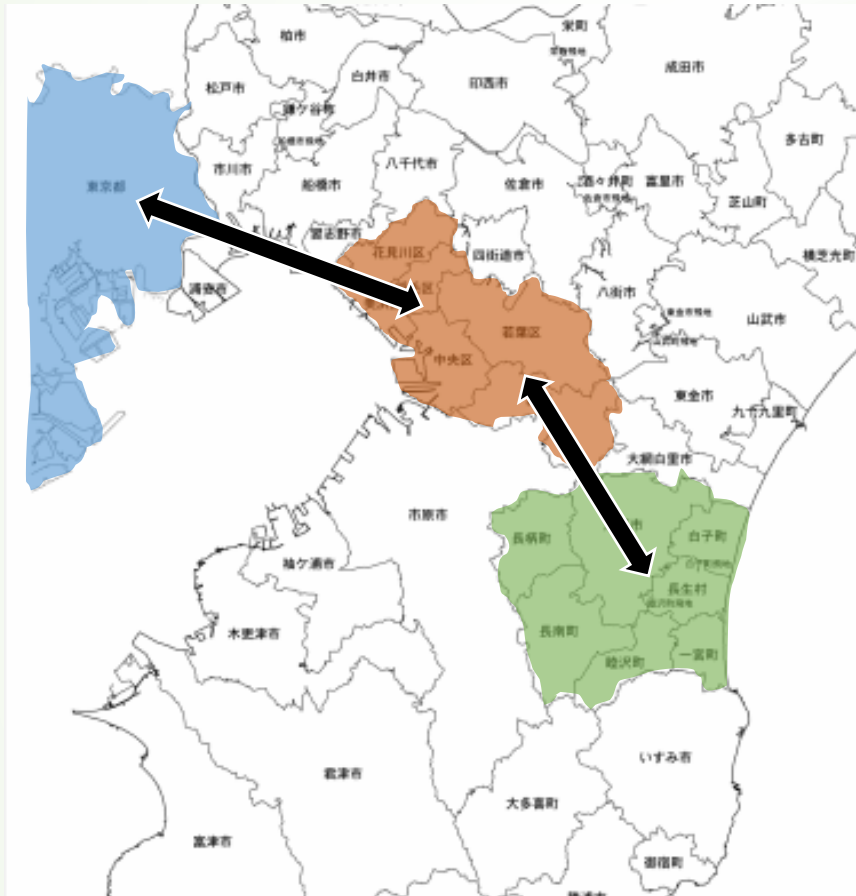 栄町
柏市
成田市
白井市
印西市
松戸市
鎌ケ谷市
多古町
八千代市
市川市
船橋市
佐倉市
酒々井町
富里市
東京都
芝山町
習志野市
花見川区
四街道市
横芝光町
浦安市
八街市
山武市
若葉区
中央区
東金市
九十九里町
大網白里市
市原市
長柄町
市
白子町
袖ケ浦市
長生村
木更津市
長南町
睦沢町
一宮町
いすみ市
君津市
大多喜町
富津市
御宿町